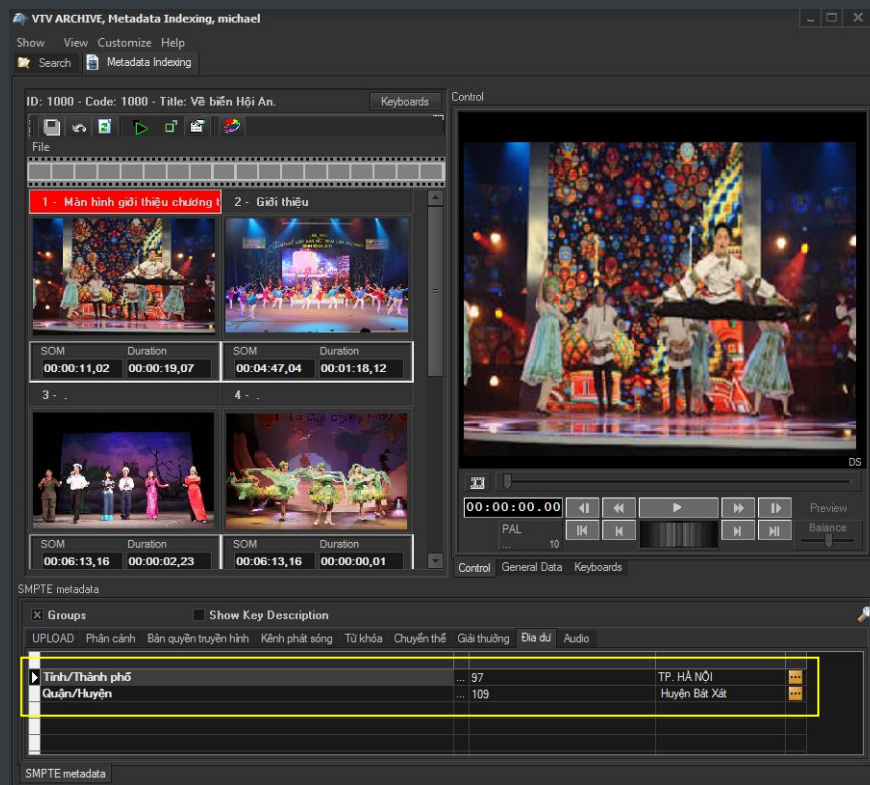 VTV ARCHIVE, Metadata Indexing, michael
Show View Customize Help
Search Metadata Indexing
ID: 1000 - Code: 1000 - Title: Về biển Hội An.
Keyboards
File
1 - Màn hình giới thiệu chương t
2 - Giới thiệu
SOM Duration
00:00:11,02 00:00:19,07
SOM Duration
00:04:47,04 00:01:18,12
3 - .
4 - .
SOM Duration
00:06:13,16 00:00:02,23
SOM Duration
00:06:13,16 00:00:00,01
Control
DS
00:00:00.00
Preview
PAL
... 10
Balance
Control General Data Keyboards
SMPTE metadata
Groups Show Key Description
UPLOAD Phân cảnh Bản quyền truyền hình Kênh phát sóng Từ khóa Chuyển thể Giải thưởng Địa dư Audio
Tỉnh/Thành phố ... 97 TP. HÀ NỘI ...
Quận/Huyện ... 109 Huyện Bát Xát ...
SMPTE metadata